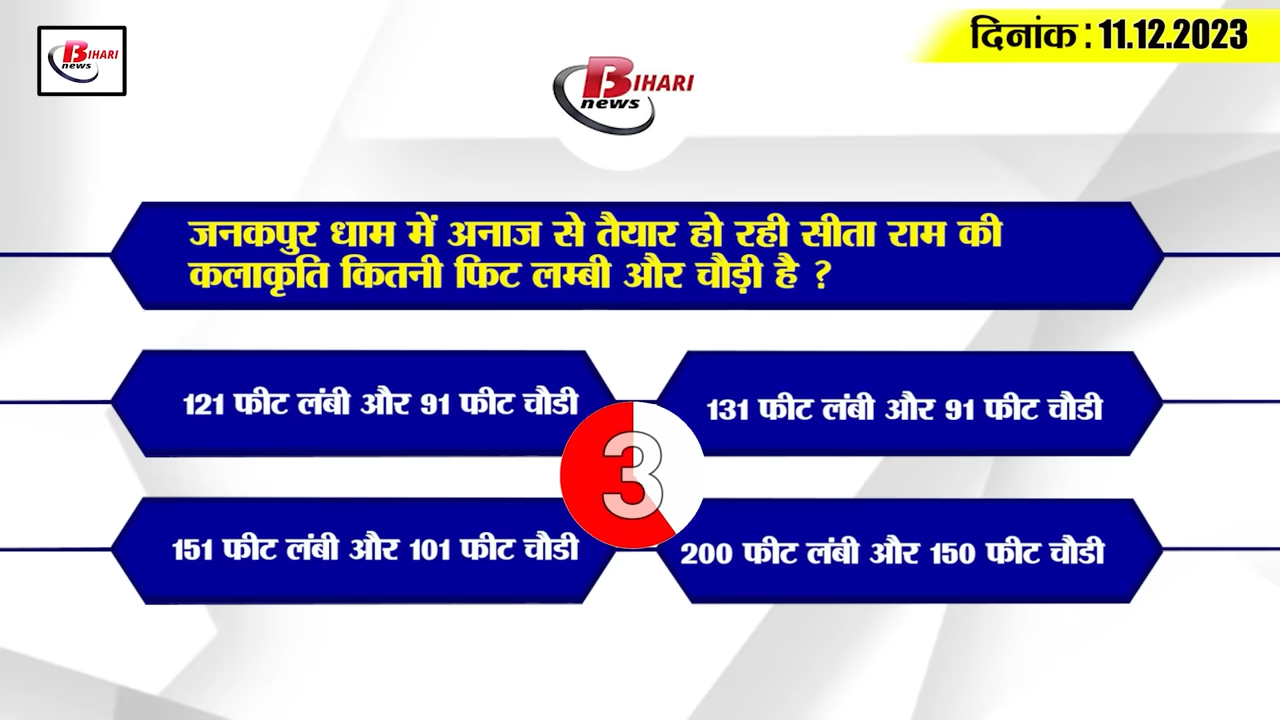 BIHARI
news
दिनांक : 11.12.2023
BIHARI
news
जनकपुर धाम में अनाज से तैयार हो रही सीता राम की
कलाकृति कितनी फिट लम्बी और चौड़ी है ?
121 फीट लंबी और 91 फीट चौडी
131 फीट लंबी और 91 फीट चौडी
3
151 फीट लंबी और 101 फीट चौडी
200 फीट लंबी और 150 फीट चौडी